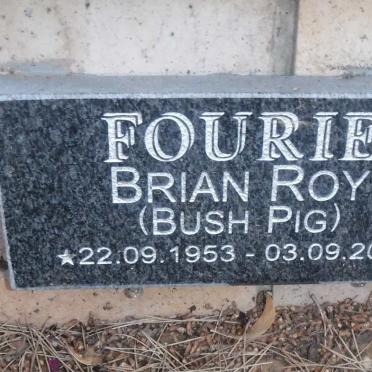 FOURIE
BRIAN ROY
(BUSH PIG)
★22.09.1953 - 03.09.20